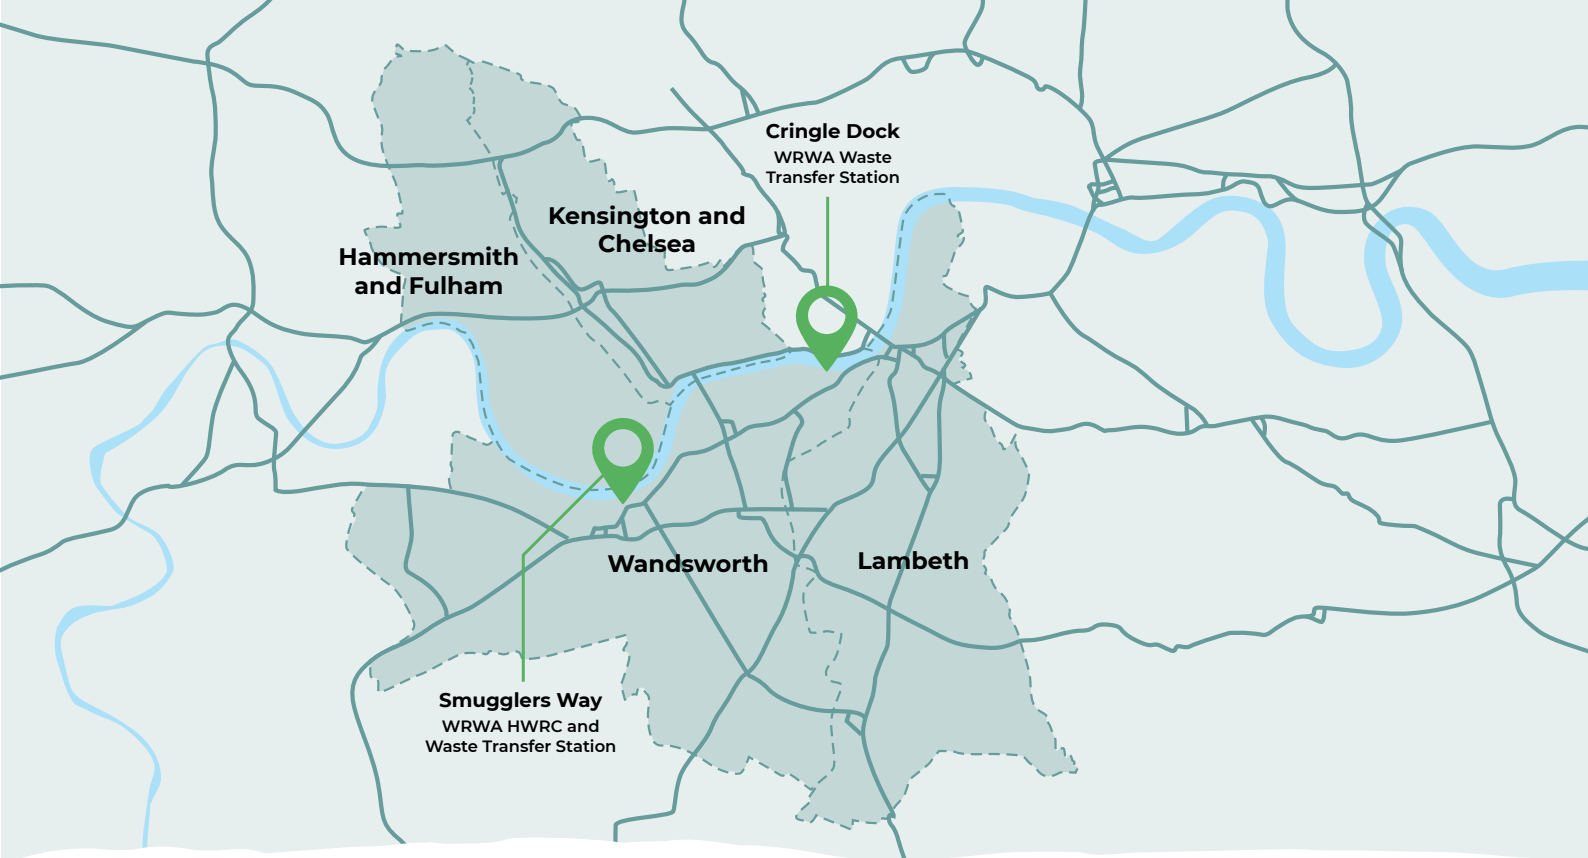 Cringle Dock
WRWA Waste
Transfer Station
Kensington and
Chelsea
Hammersmith
and Fulham
Wandsworth
Lambeth
Smugglers Way
WRWA HWRC and
Waste Transfer Station